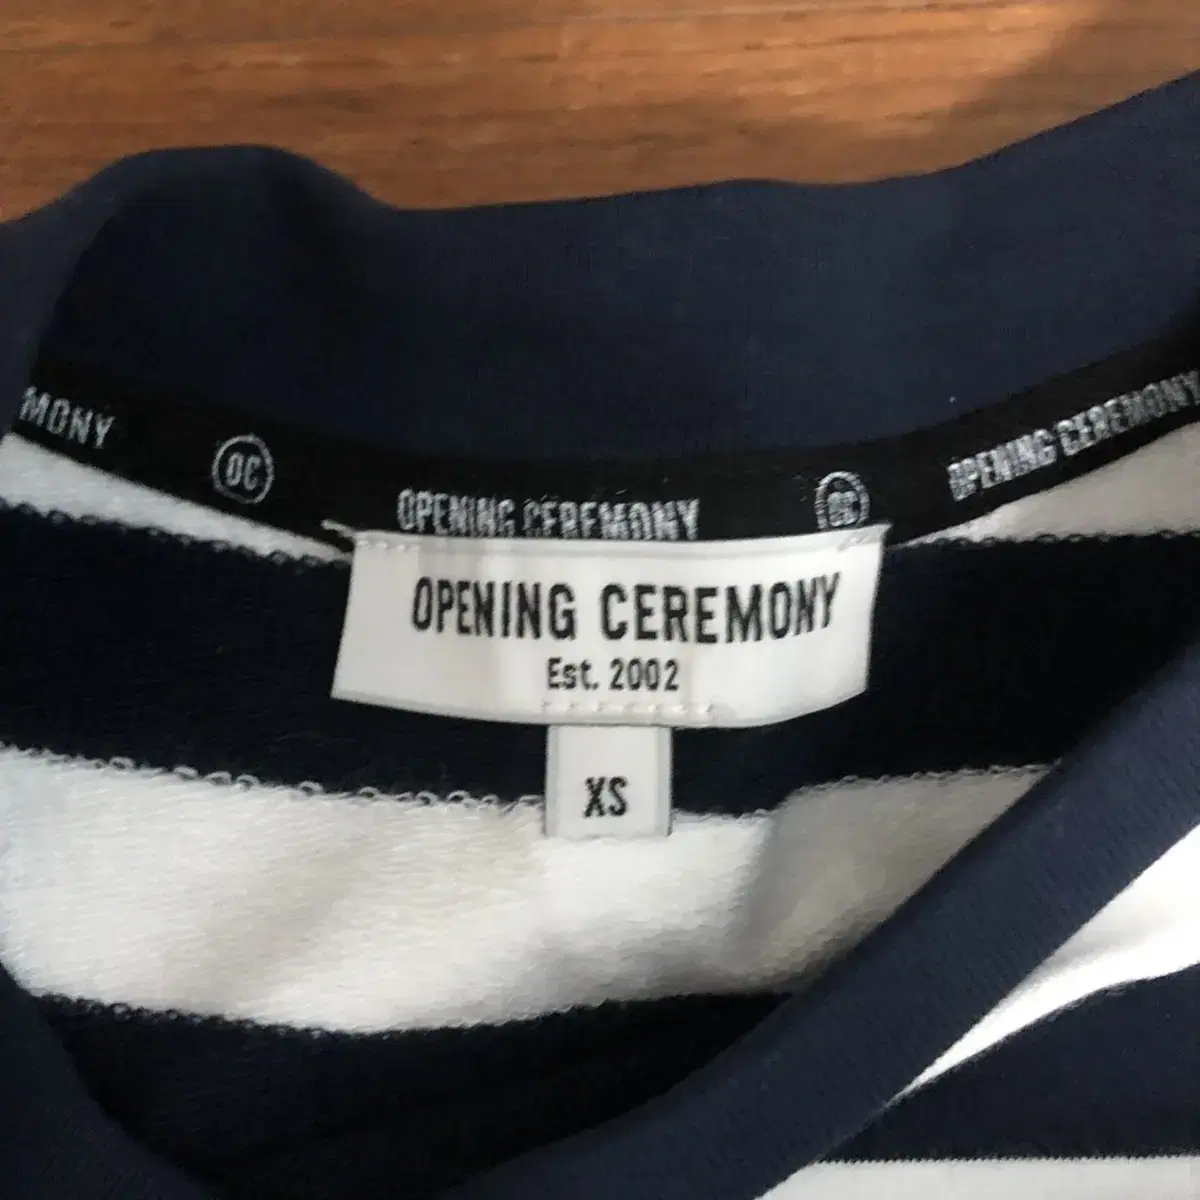 MONY
OC
OPENING CEREMONY
OC
OPENING CEREMONY
OPENING CEREMONY
Est. 2002
XS